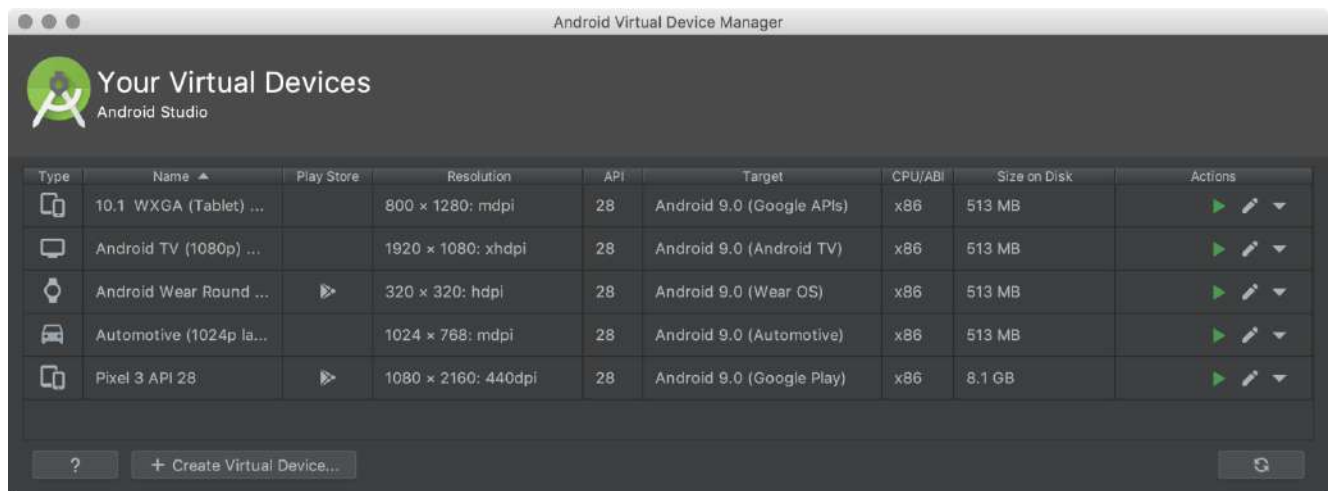 Android Virtual Device Manager
Your Virtual Devices
Android Studio
Type Name Play Store Resolution API Target CPU/ABI Size on Disk Actions
10.1 WXGA (Tablet) ... 800 × 1280: mdpi 28 Android 9.0 (Google APIs) x86 513 MB
Android TV (1080p) ... 1920 × 1080: xhdpi 28 Android 9.0 (Android TV) x86 513 MB
Android Wear Round ... 320 × 320: hdpi 28 Android 9.0 (Wear OS) x86 513 MB
Automotive (1024p la... 1024 × 768: mdpi 28 Android 9.0 (Automotive) x86 513 MB
Pixel 3 API 28 1080 × 2160: 440dpi 28 Android 9.0 (Google Play) x86 8.1 GB
? + Create Virtual Device...